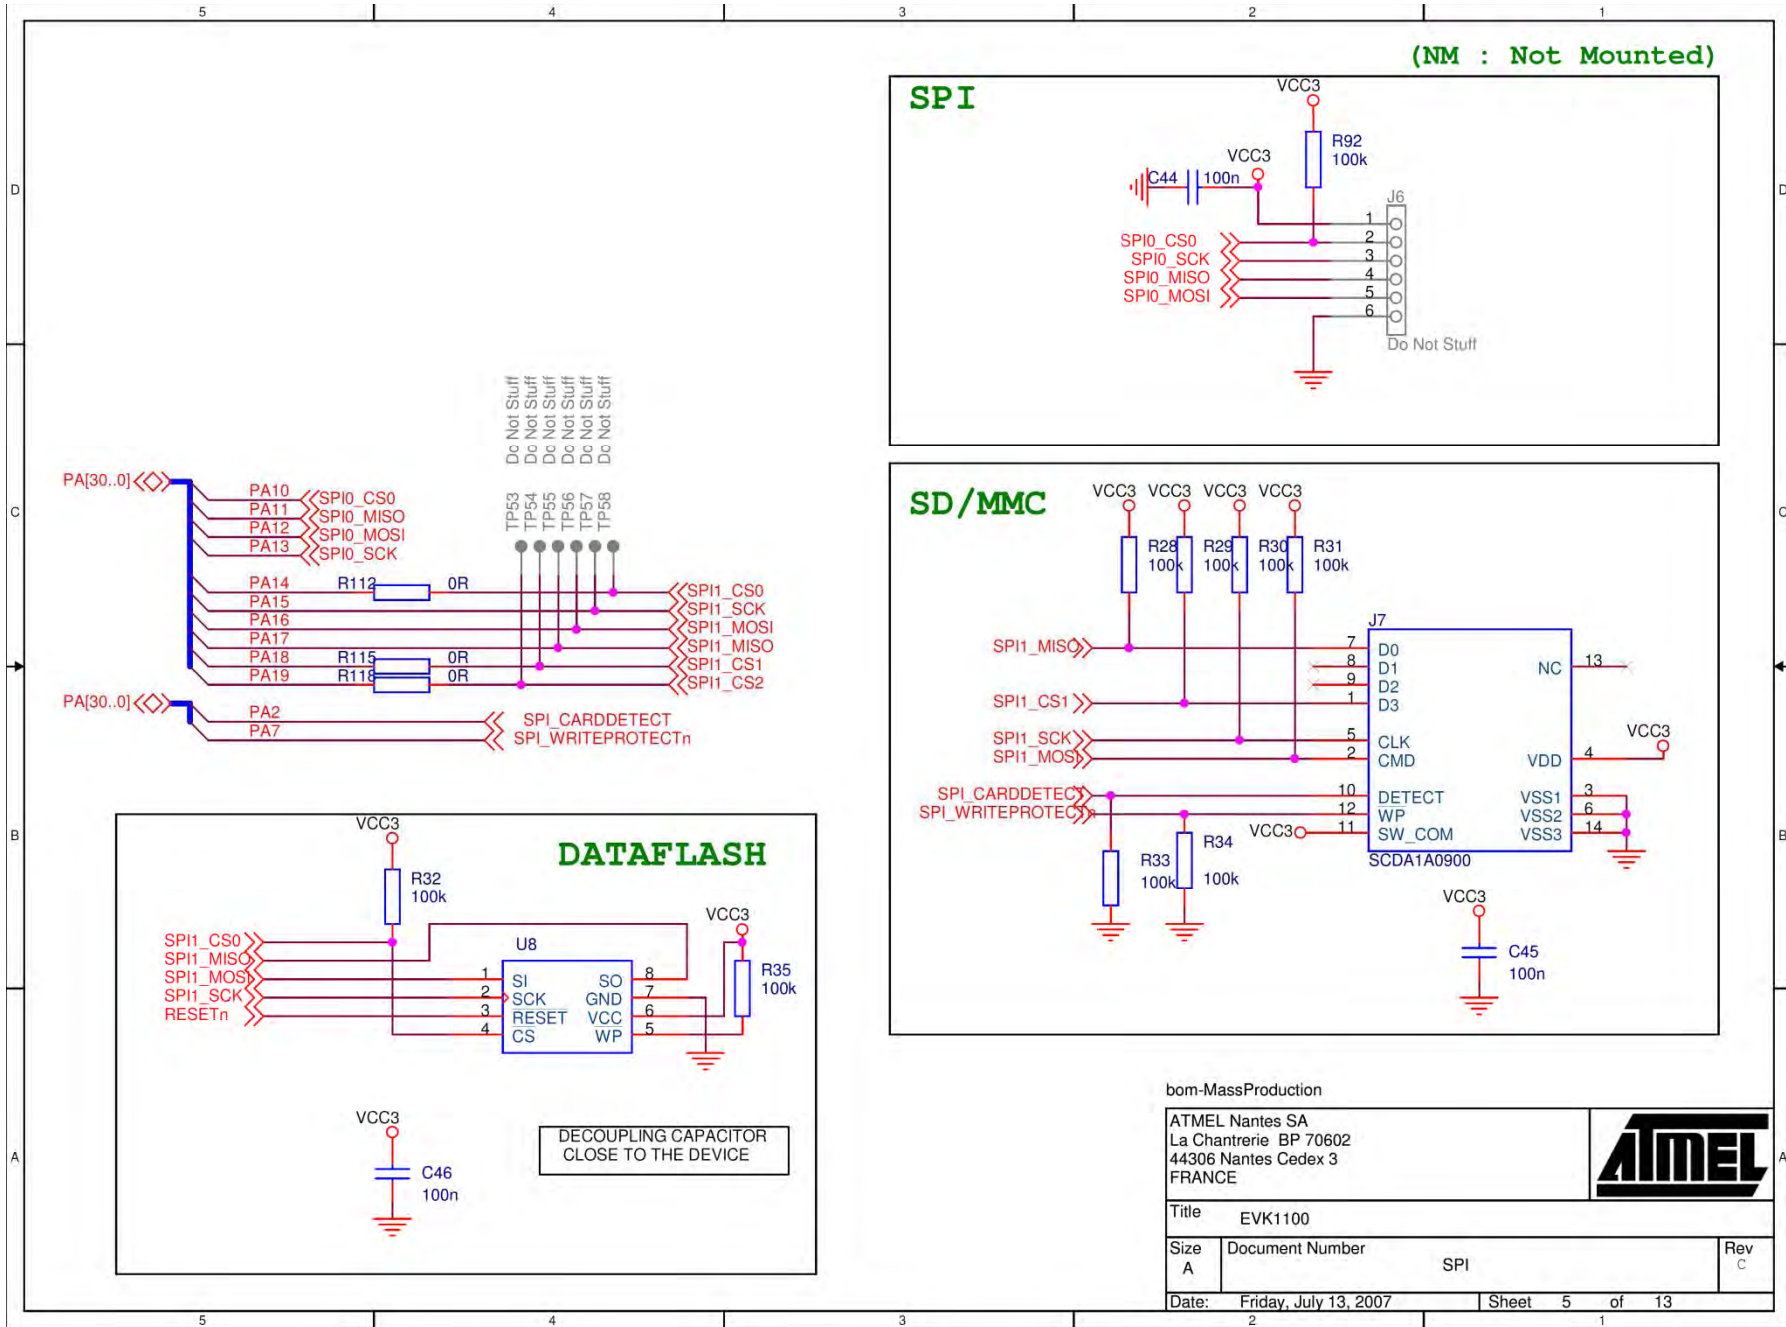 5 4 3 2 1
(NM : Not Mounted)
SPI
VCC3
R92
100k
VCC3
C44 100n
J6
1
SPI0_CS0 2
SPI0_SCK 3
SPI0_MISO 4
SPI0_MOSI 5
6
Do Not Stuff
D D
Do Not Stuff
Do Not Stuff
Do Not Stuff
Do Not Stuff
Do Not Stuff
Do Not Stuff
TP53
TP54
TP55
TP56
TP57
TP58
PA[30..0]
PA10 SPI0_CS0
PA11 SPI0_MISO
PA12 SPI0_MOSI
PA13 SPI0_SCK
PA14 R112 0R SPI1_CS0
PA15 SPI1_SCK
PA16 SPI1_MOSI
PA17 SPI1_MISO
PA18 R115 0R SPI1_CS1
PA19 R118 0R SPI1_CS2
PA[30..0]
PA2 SPI_CARDDETECT
PA7 SPI_WRITEPROTECTn
C C
SD/MMC
VCC3 VCC3 VCC3 VCC3
R28 R29 R30 R31
100k 100k 100k 100k
J7
SPI1_MISO 7 D0
8 D1 NC 13
9 D2
SPI1_CS1 1 D3
SPI1_SCK 5 CLK VCC3
SPI1_MOSI 2 CMD VDD 4
SPI_CARDDETECT 10 DETECT VSS1 3
SPI_WRITEPROTECTn 12 WP VSS2 6
VCC3 11 SW_COM VSS3 14
SCDA1A0900
R33
100k
R34
100k
VCC3
C45
100n
B B
DATAFLASH
VCC3
R32
100k
VCC3
R35
100k
SPI1_CS0
SPI1_MISO
SPI1_MOSI
SPI1_SCK
RESETn
U8
1 SI SO 8
2 SCK GND 7
3 RESET VCC 6
4 CS WP 5
VCC3
C46
100n
DECOUPLING CAPACITOR
CLOSE TO THE DEVICE
A A
bom-MassProduction
ATMEL Nantes SA
La Chantrerie BP 70602
44306 Nantes Cedex 3
FRANCE
ATMEL
Title EVK1100
Size Document Number Rev
A SPI C
Date: Friday, July 13, 2007 Sheet 5 of 13
5 4 3 2 1